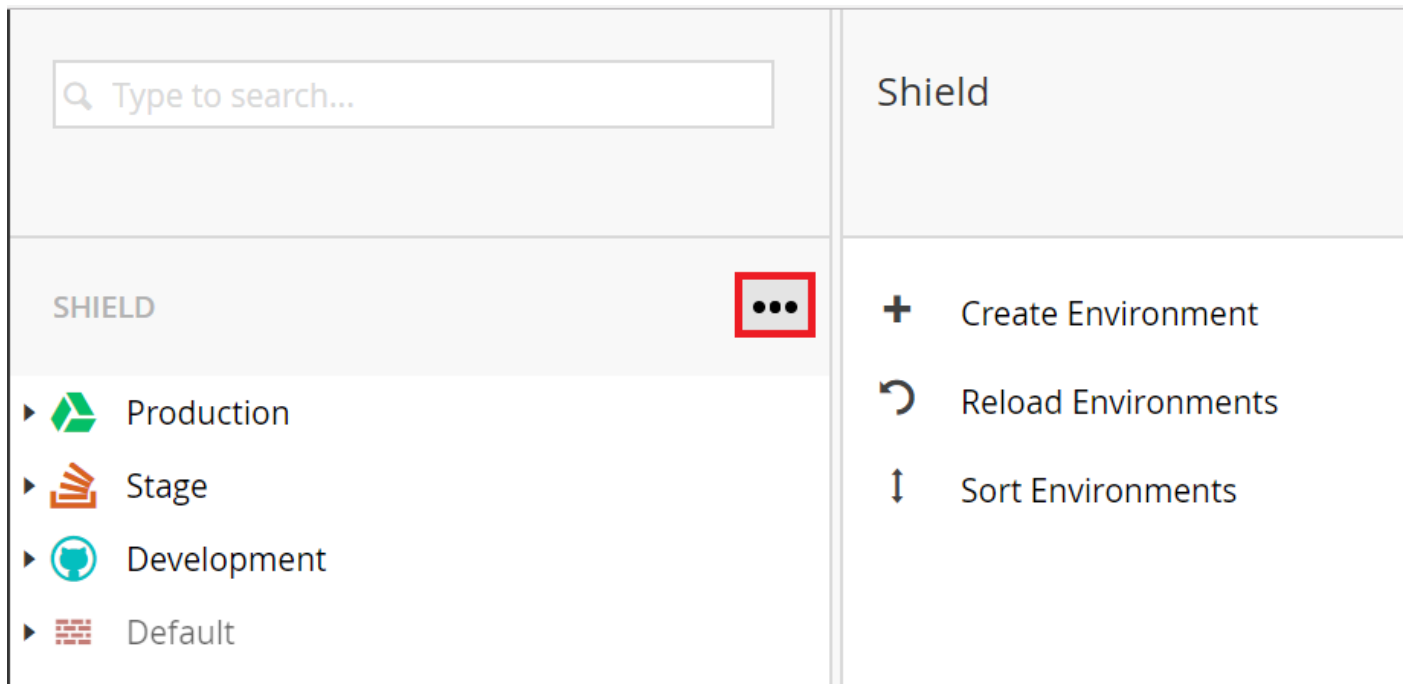 Type to search...
Shield
SHIELD
Production
Stage
Development
Default
Create Environment
Reload Environments
Sort Environments